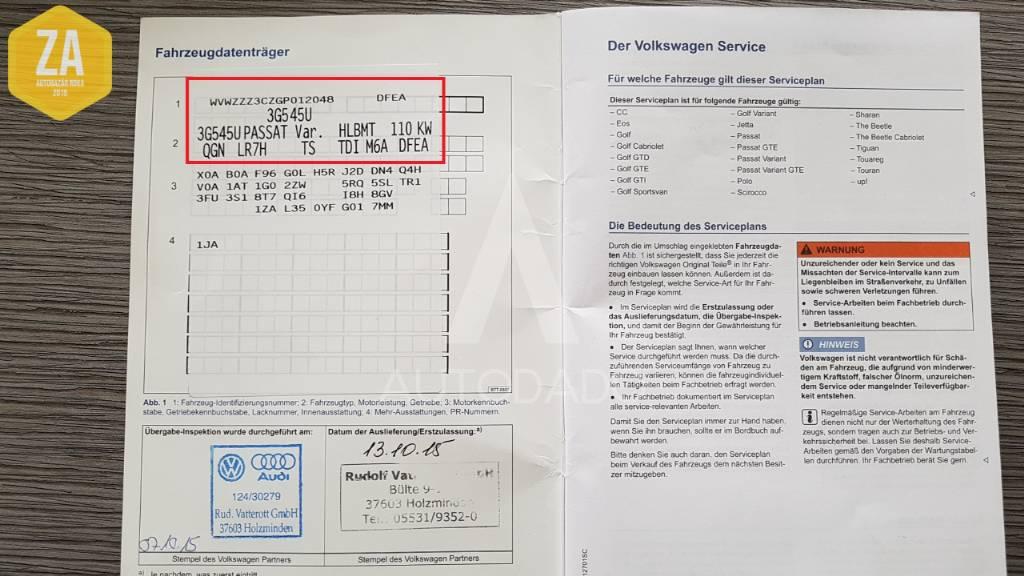 ZA
AUTOBAZÁR
2016
Fahrzeugdatenträger
1
WVWZZZ3CZGP012048 DFEA
3G545U
2
3G545U PASSAT Var. HLBMT 110 KW
QGN LR7H TS TDI M6A DFEA
3
X0A B0A F96 G0L H5R J2D DN4 Q4H
V0A 1AT 1G0 2ZW 5RQ 5SL TR1
3FU 3S1 8T7 QI6 I8H 8GV
1ZA L35 0YF G01 7MM
4
1JA
AUTODAD
Abb. 1 1: Fahrzeug-Identifizierungsnummer; 2: Fahrzeugtyp, Motorleistung, Getriebe; 3: Motorkennbuch-
stabe, Getriebekennbuchstabe, Lacknummer, Innenausstattung; 4: Mehr-Ausstattungen, PR-Nummern.
Übergabe-Inspektion wurde durchgeführt am:
Datum der Auslieferung/Erstzulassung:ᵃ⁾
13.10.15
Audi
124/30279
Rud. Vatterott GmbH
37603 Holzminden
07.10.15
Rudolf
Bülte
37603 Holzminden
05531/9352-0
Stempel des Volkswagen Partners
Stempel des Volkswagen Partners
ᵃ⁾ Je nachdem, was zuerst eintritt
Der Volkswagen Service
Für welche Fahrzeuge gilt dieser Serviceplan
Dieser Serviceplan ist für folgende Fahrzeuge gültig:
– CC
– Eos
– Golf
– Golf Cabriolet
– Golf GTD
– Golf GTE
– Golf GTI
– Golf Sportsvan
– Golf Variant
– Jetta
– Passat
– Passat GTE
– Passat Variant
– Passat Variant GTE
– Polo
– Scirocco
– Sharan
– The Beetle
– The Beetle Cabriolet
– Tiguan
– Touareg
– Touran
– up!
Die Bedeutung des Serviceplans
Durch die im Umschlag eingeklebten Fahrzeugda-
ten Abb. 1 ist sichergestellt, dass Sie jederzeit die
richtigen Volkswagen Original Teile® in Ihr Fahr-
zeug einbauen lassen können. Außerdem ist da-
durch festgelegt, welche Service-Art für Ihr Fahr-
zeug in Frage kommt.
● Im Serviceplan wird die Erstzulassung oder
das Auslieferungsdatum, die Übergabe-Inspek-
tion, und damit der Beginn der Gewährleistung für
Ihr Fahrzeug bestätigt.
● Der Serviceplan sagt Ihnen, wann welcher
Service durchgeführt werden muss. Da die durch-
zuführenden Serviceumfänge von Fahrzeug zu
Fahrzeug variieren, können die fahrzeugindividuel-
len Tätigkeiten beim Fachbetrieb erfragt werden.
● Ihr Fachbetrieb dokumentiert im Serviceplan
alle service-relevanten Arbeiten.
Damit Sie den Serviceplan immer zur Hand haben,
wenn Sie ihn brauchen, sollte er im Bordbuch auf-
bewahrt werden.
Bitte denken Sie auch daran, den Serviceplan
beim Verkauf des Fahrzeugs dem nächsten Besit-
zer mitzugeben.
WARNUNG
Unzureichender oder kein Service und das
Missachten der Service-Intervalle kann zum
Liegenbleiben im Straßenverkehr, zu Unfällen
sowie schweren Verletzungen führen.
● Service-Arbeiten beim Fachbetrieb durch-
führen lassen.
● Betriebsanleitung beachten.
HINWEIS
Volkswagen ist nicht verantwortlich für Schä-
den am Fahrzeug, die aufgrund von minderwer-
tigem Kraftstoff, falscher Ölnorm, unzureichen-
dem Service oder mangelnder Teileverfügbar-
keit entstehen.
Regelmäßige Service-Arbeiten am Fahrzeug
dienen nicht nur der Werterhaltung des Fahr-
zeugs, sondern tragen auch zur Betriebs- und Ver-
kehrssicherheit bei. Lassen Sie deshalb Service-
Arbeiten gemäß den Vorgaben der Wartungstabel-
len durchführen. Ihr Fachbetrieb berät Sie gern.